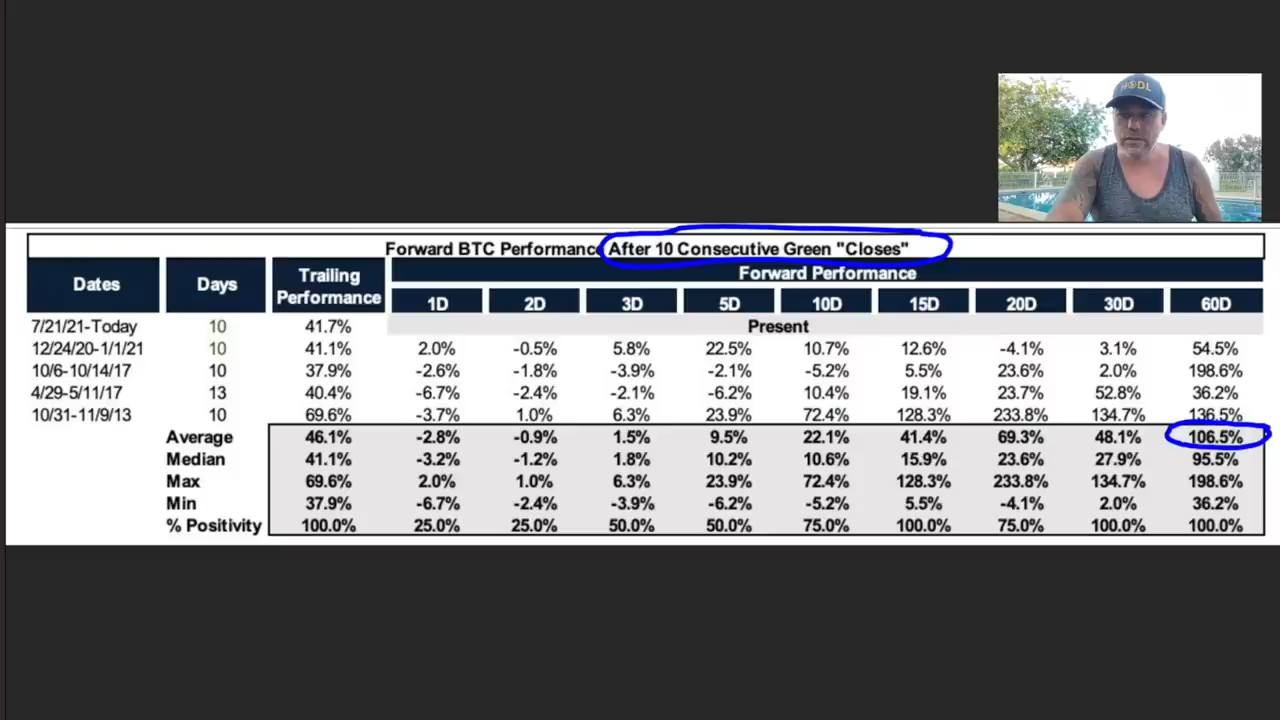 HODL
Forward BTC Performance After 10 Consecutive Green "Closes"
Dates Days Trailing Performance Forward Performance
1D 2D 3D 5D 10D 15D 20D 30D 60D
7/21/21-Today 10 41.7% Present
12/24/20-1/1/21 10 41.1% 2.0% -0.5% 5.8% 22.5% 10.7% 12.6% -4.1% 3.1% 54.5%
10/6-10/14/17 10 37.9% -2.6% -1.8% -3.9% -2.1% -5.2% 5.5% 23.6% 2.0% 198.6%
4/29-5/11/17 13 40.4% -6.7% -2.4% -2.1% -6.2% 10.4% 19.1% 23.7% 52.8% 36.2%
10/31-11/9/13 10 69.6% -3.7% 1.0% 6.3% 23.9% 72.4% 128.3% 233.8% 134.7% 136.5%
Average 46.1% -2.8% -0.9% 1.5% 9.5% 22.1% 41.4% 69.3% 48.1% 106.5%
Median 41.1% -3.2% -1.2% 1.8% 10.2% 10.6% 15.9% 23.6% 27.9% 95.5%
Max 69.6% 2.0% 1.0% 6.3% 23.9% 72.4% 128.3% 233.8% 134.7% 198.6%
Min 37.9% -6.7% -2.4% -3.9% -6.2% -5.2% 5.5% -4.1% 2.0% 36.2%
% Positivity 100.0% 25.0% 25.0% 50.0% 50.0% 75.0% 100.0% 75.0% 100.0% 100.0%